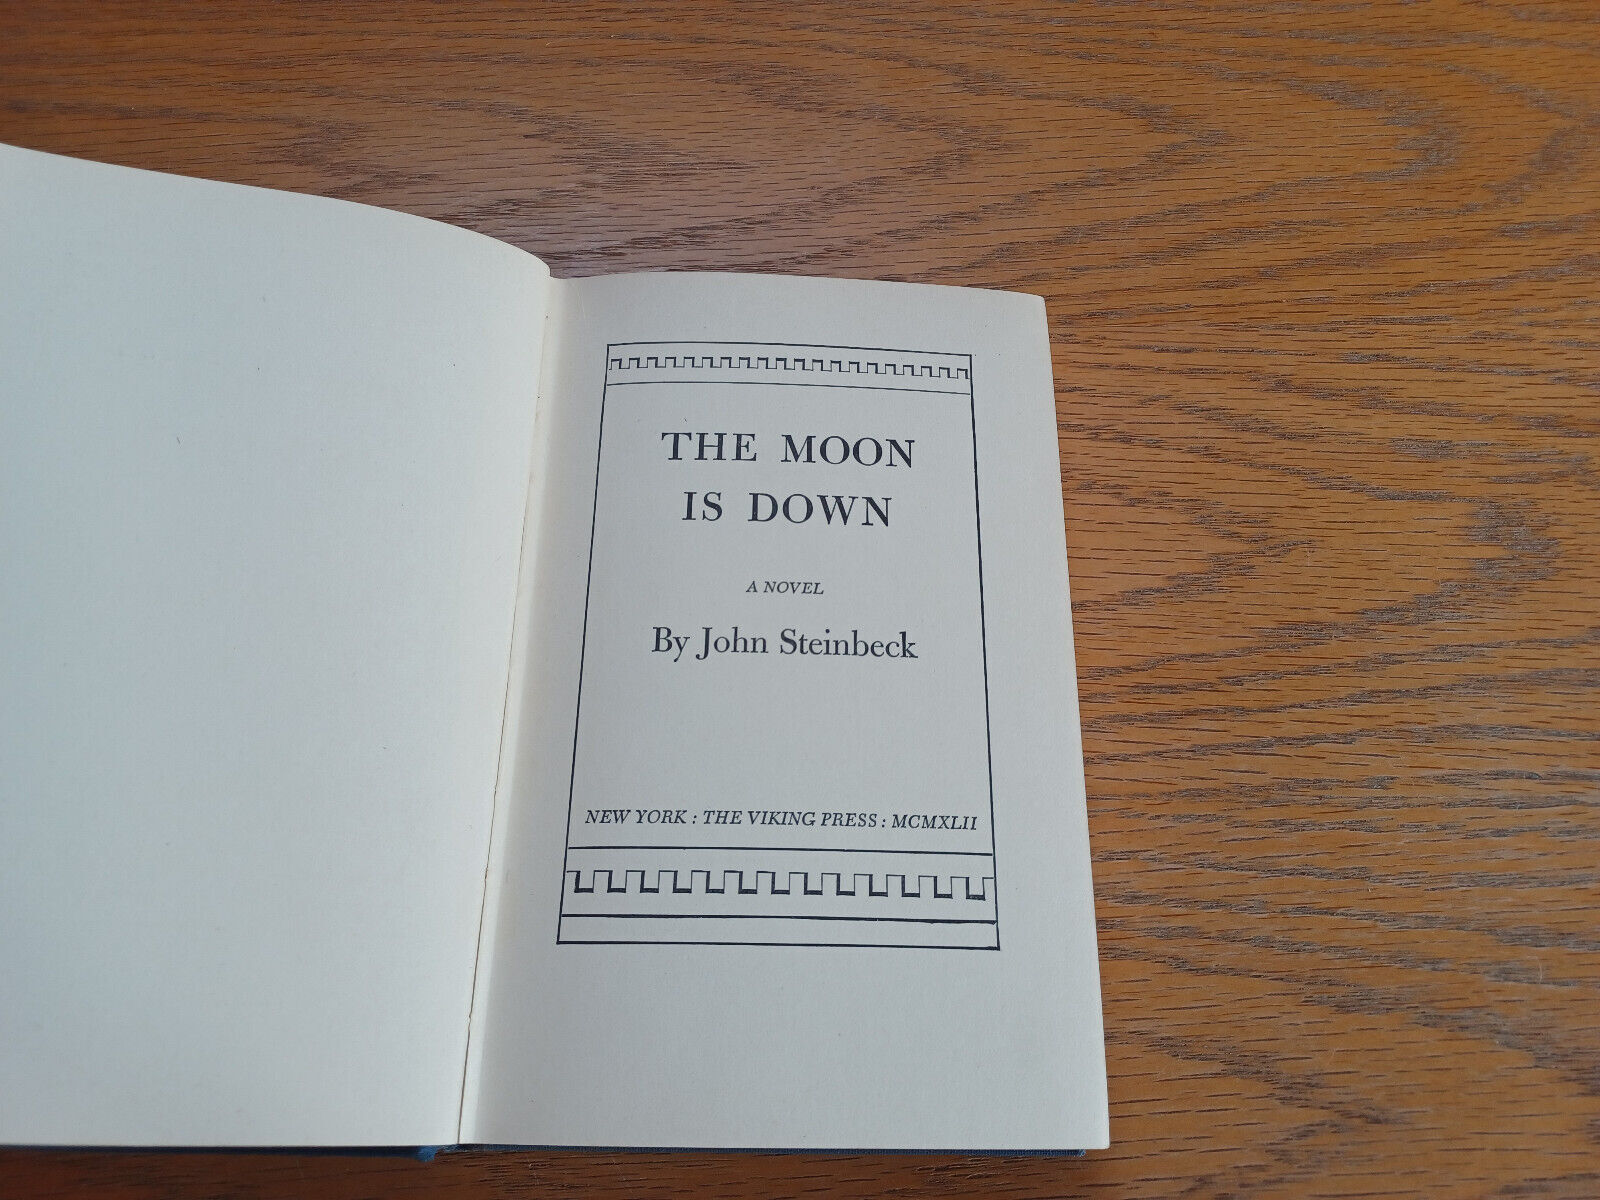 THE MOON
IS DOWN
A NOVEL
By John Steinbeck
NEW YORK : THE VIKING PRESS : MCMXLII